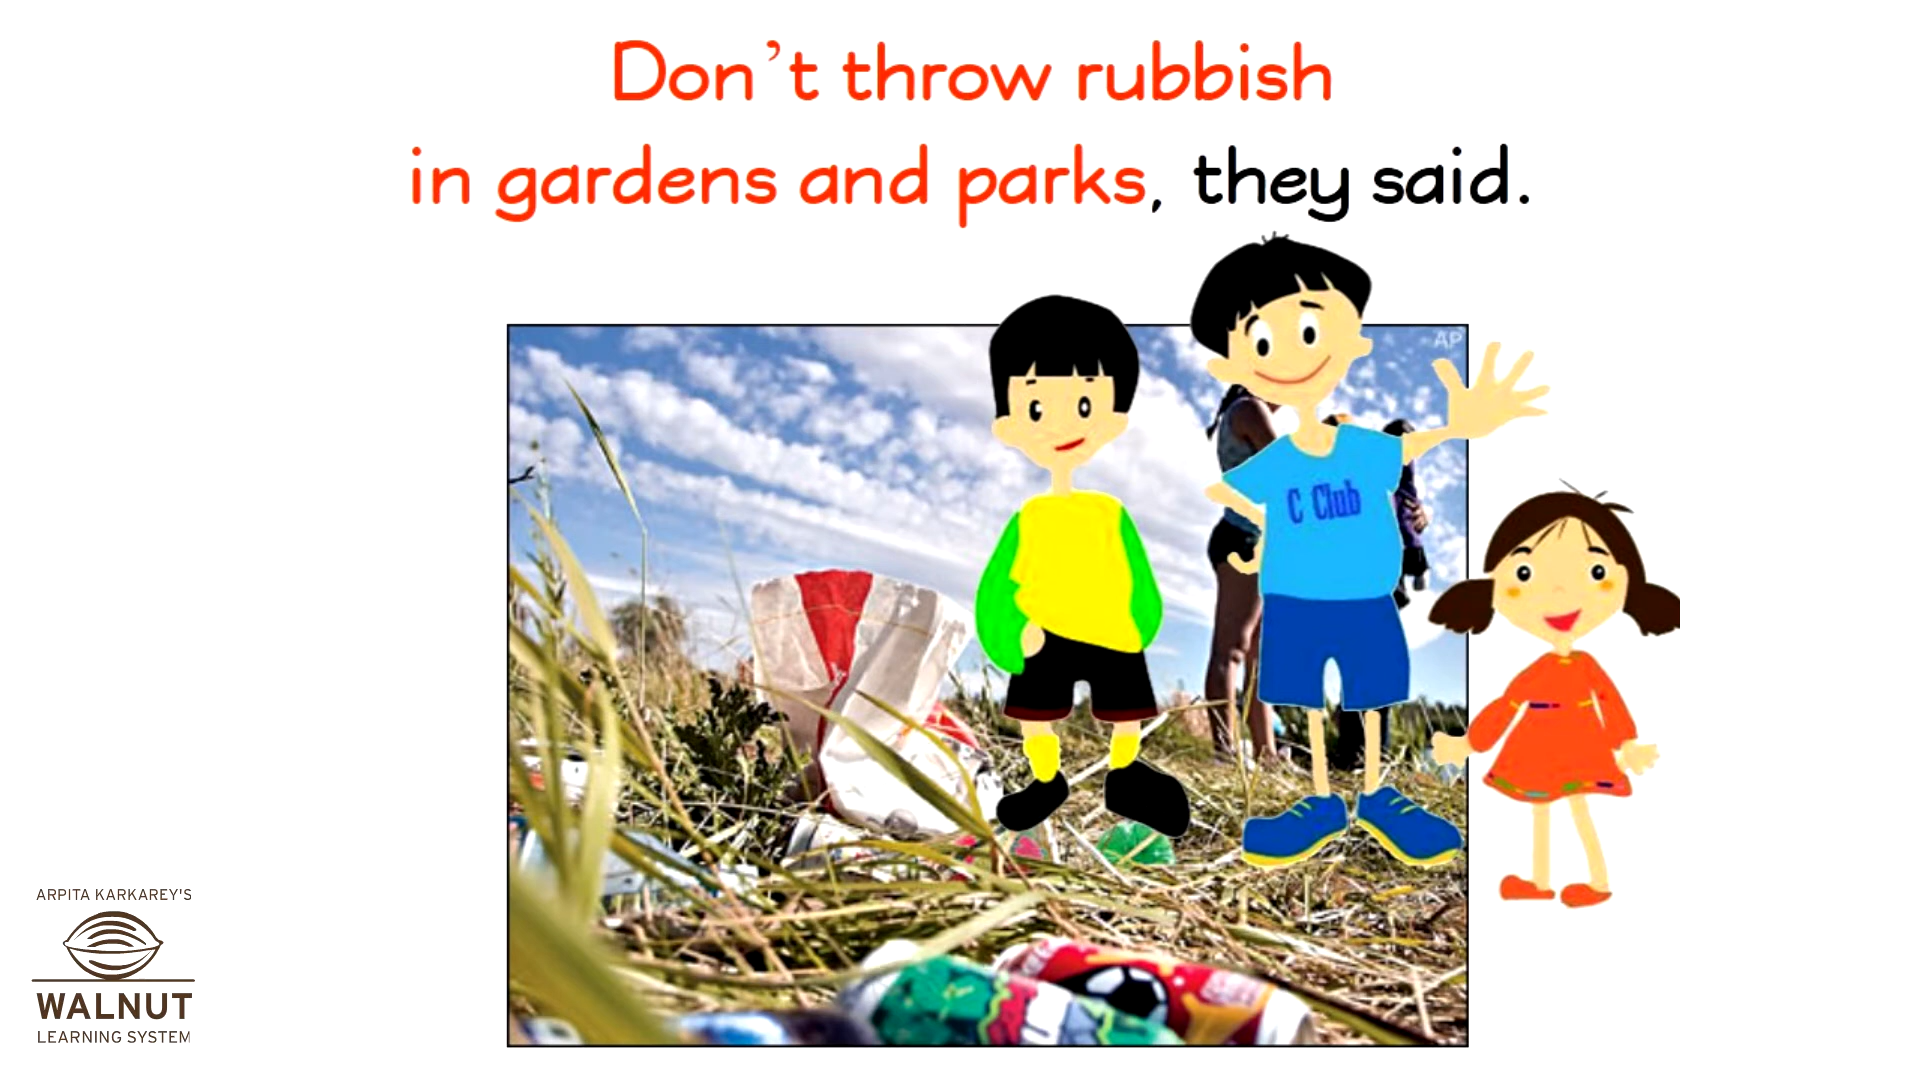 Don't throw rubbish
in gardens and parks, they said.
AP
C Club
ARPITA KARKAREY'S
WALNUT
LEARNING SYSTEM